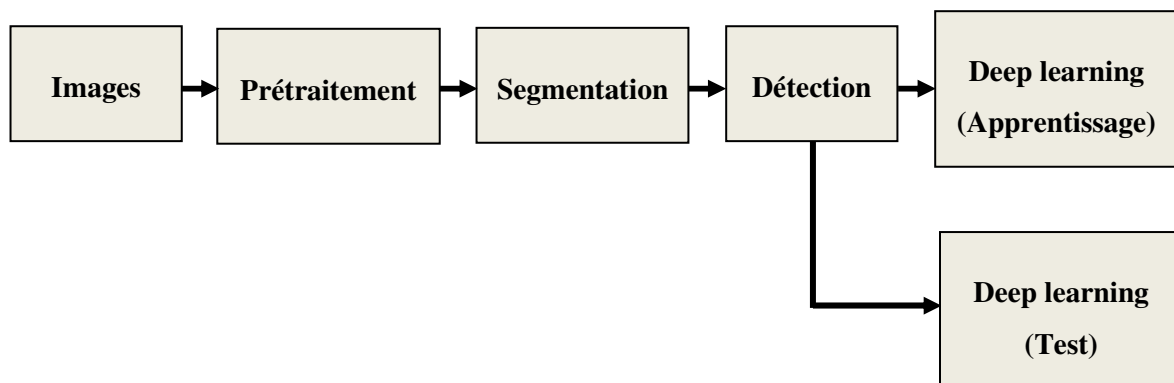 Images
Prétraitement
Segmentation
Détection
Deep learning
(Apprentissage)
Deep learning
(Test)